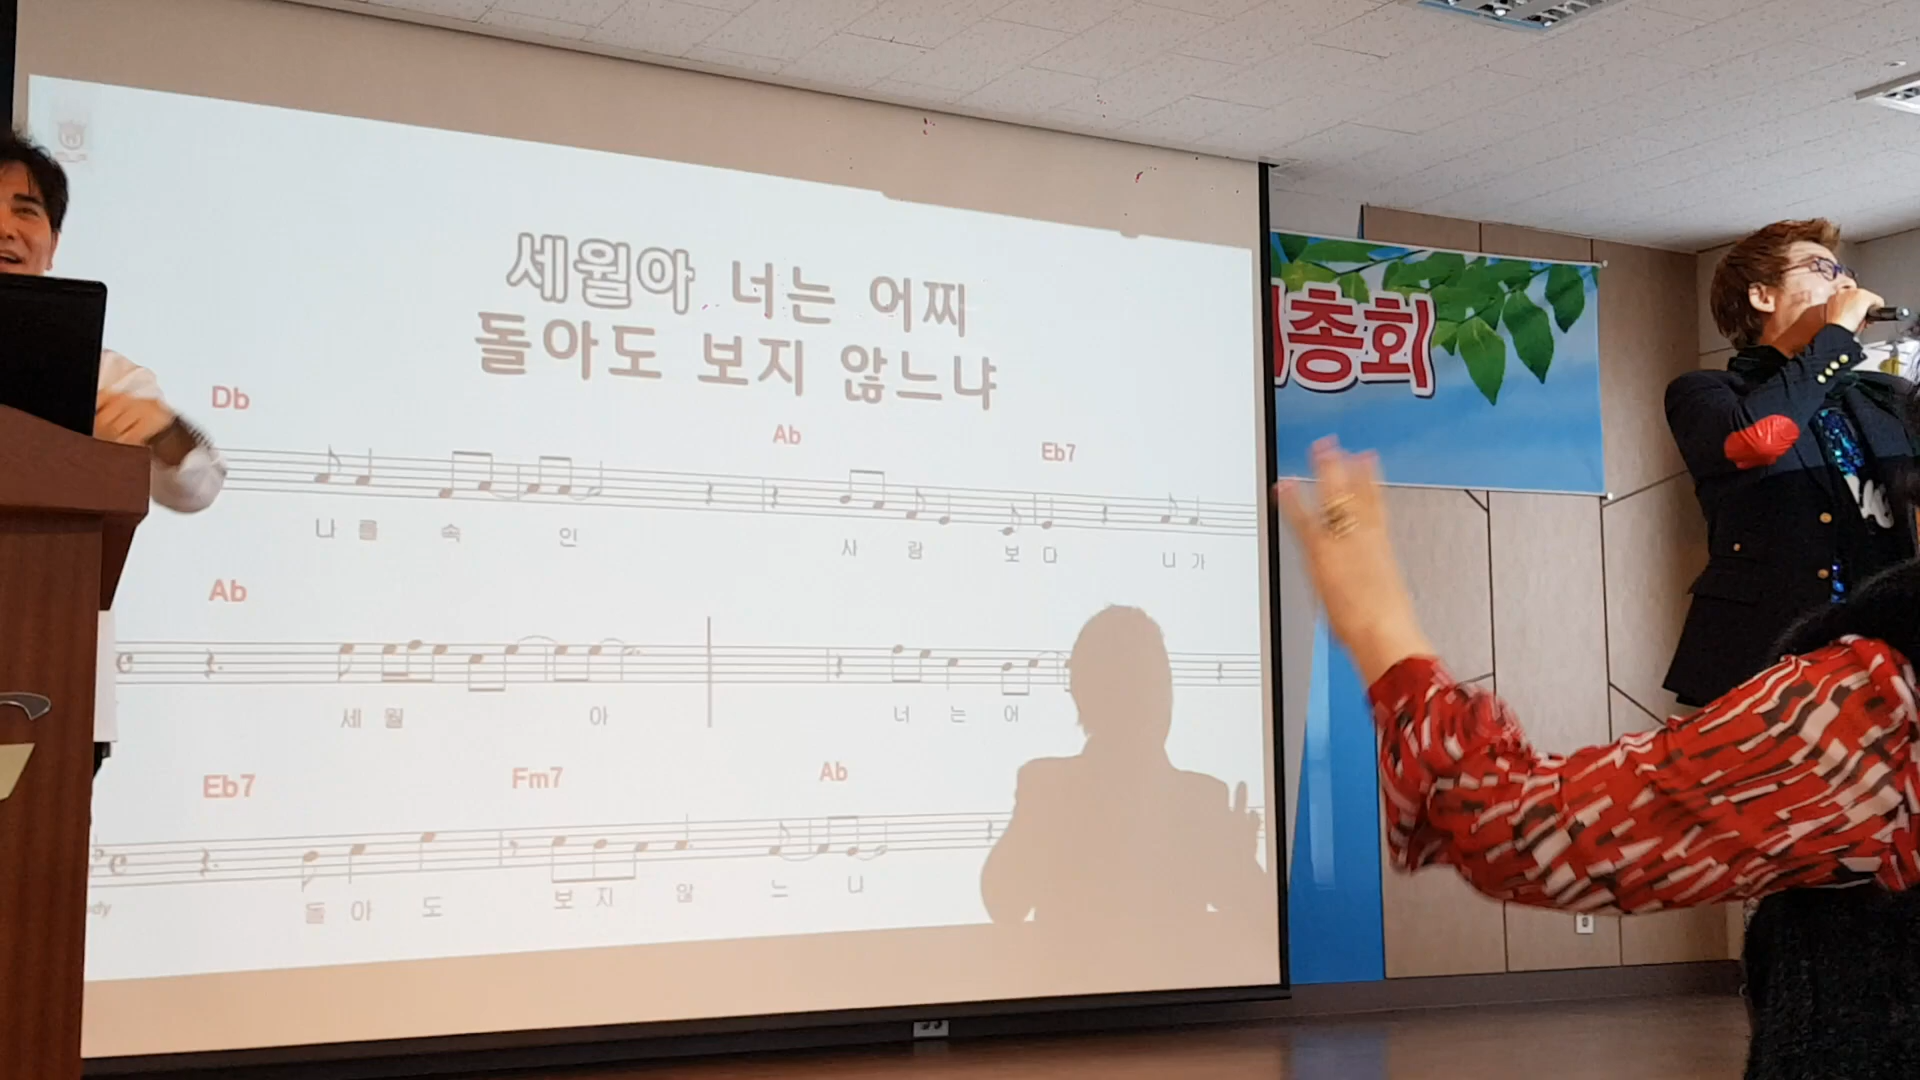 세월아 너는 어찌
돌아도 보지 않느냐
Db Ab Eb7
나를 속 인 사 람 보 다 니 가
Ab
세 월 아 너 는 어
Eb7 Fm7 Ab
돌 아 도 보 지 않 느 냐
총회